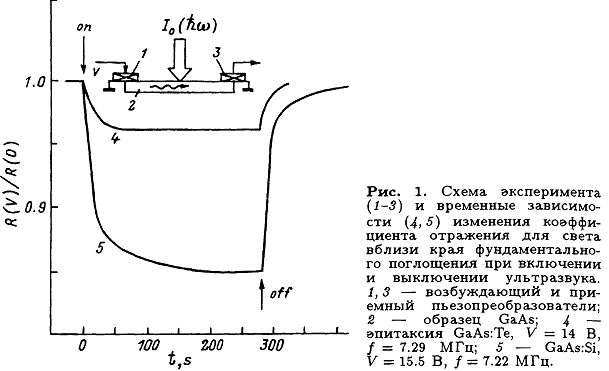 on
I₀(ħω)
1
3
V
1.0
2
4
R(V)/R(0)
0.9
5
off
0 100 200 300
t,s
Рис. 1. Схема эксперимента
(1-3) и временные зависимо-
сти (4,5) изменения коэффи-
циента отражения для света
вблизи края фундаментально-
го поглощения при включении
и выключении ультразвука.
1,3 — возбуждающий и при-
емный пьезопреобразователи;
2 — образец GaAs; 4 —
эпитаксия GaAs:Te, V = 14 В,
f = 7.29 МГц; 5 — GaAs:Si,
V = 15.5 В, f = 7.22 МГц.